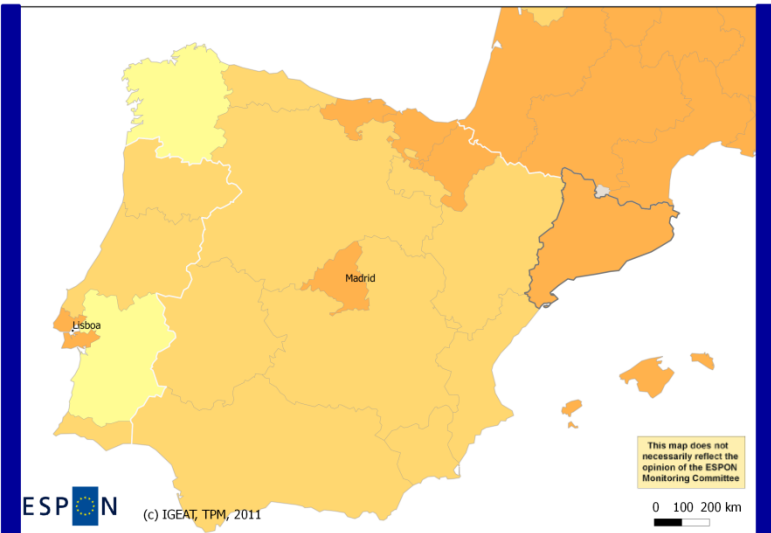 Madrid
Lisboa
This map does not
necessarily reflect the
opinion of the ESPON
Monitoring Committee
ESPON
(c) IGEAT, TPM, 2011
0 100 200 km